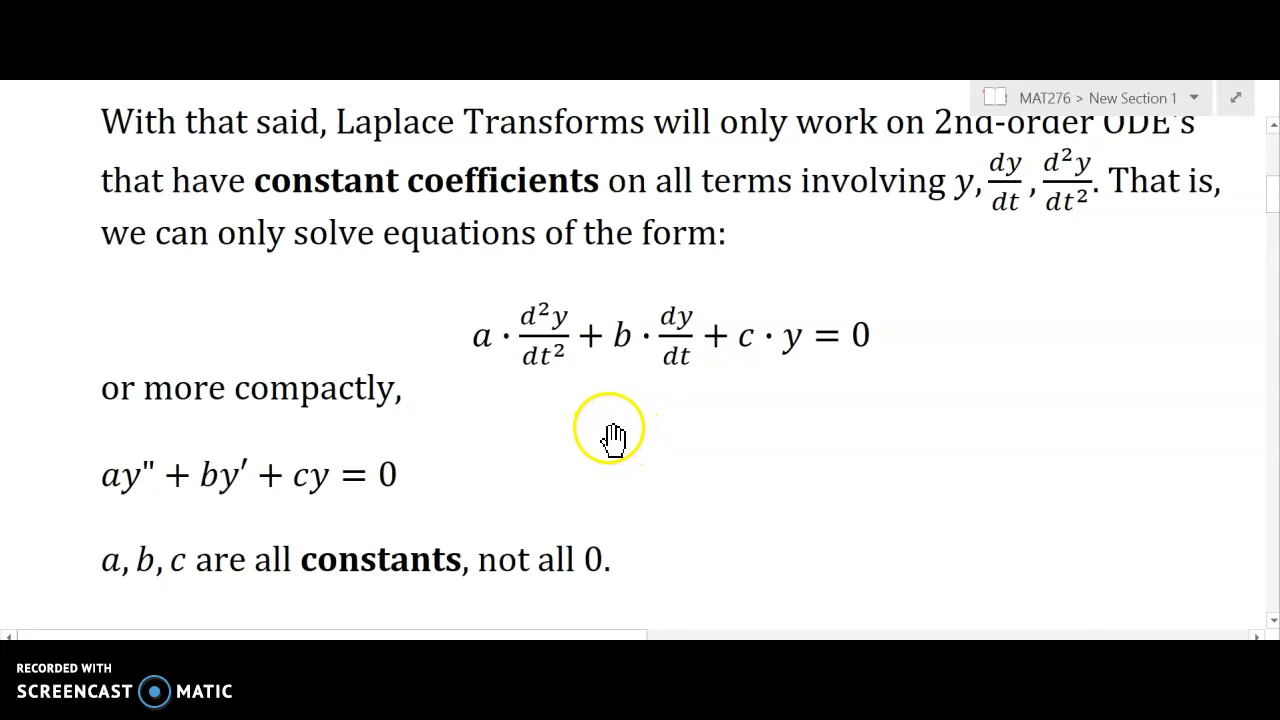 MAT276 > New Section 1
With that said, Laplace Transforms will only work on 2nd-order ODE's
that have constant coefficients on all terms involving y, dy/dt, d²y/dt². That is,
we can only solve equations of the form:
a · d²y/dt² + b · dy/dt + c · y = 0
or more compactly,
ay" + by′ + cy = 0
a, b, c are all constants, not all 0.
RECORDED WITH
SCREENCAST MATIC